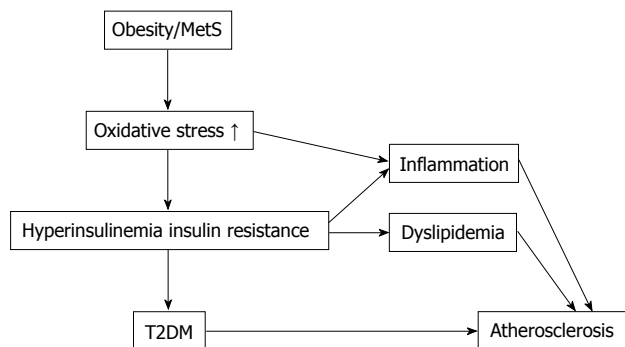 Obesity/MetS
Oxidative stress ↑
Inflammation
Hyperinsulinemia insulin resistance
Dyslipidemia
T2DM
Atherosclerosis